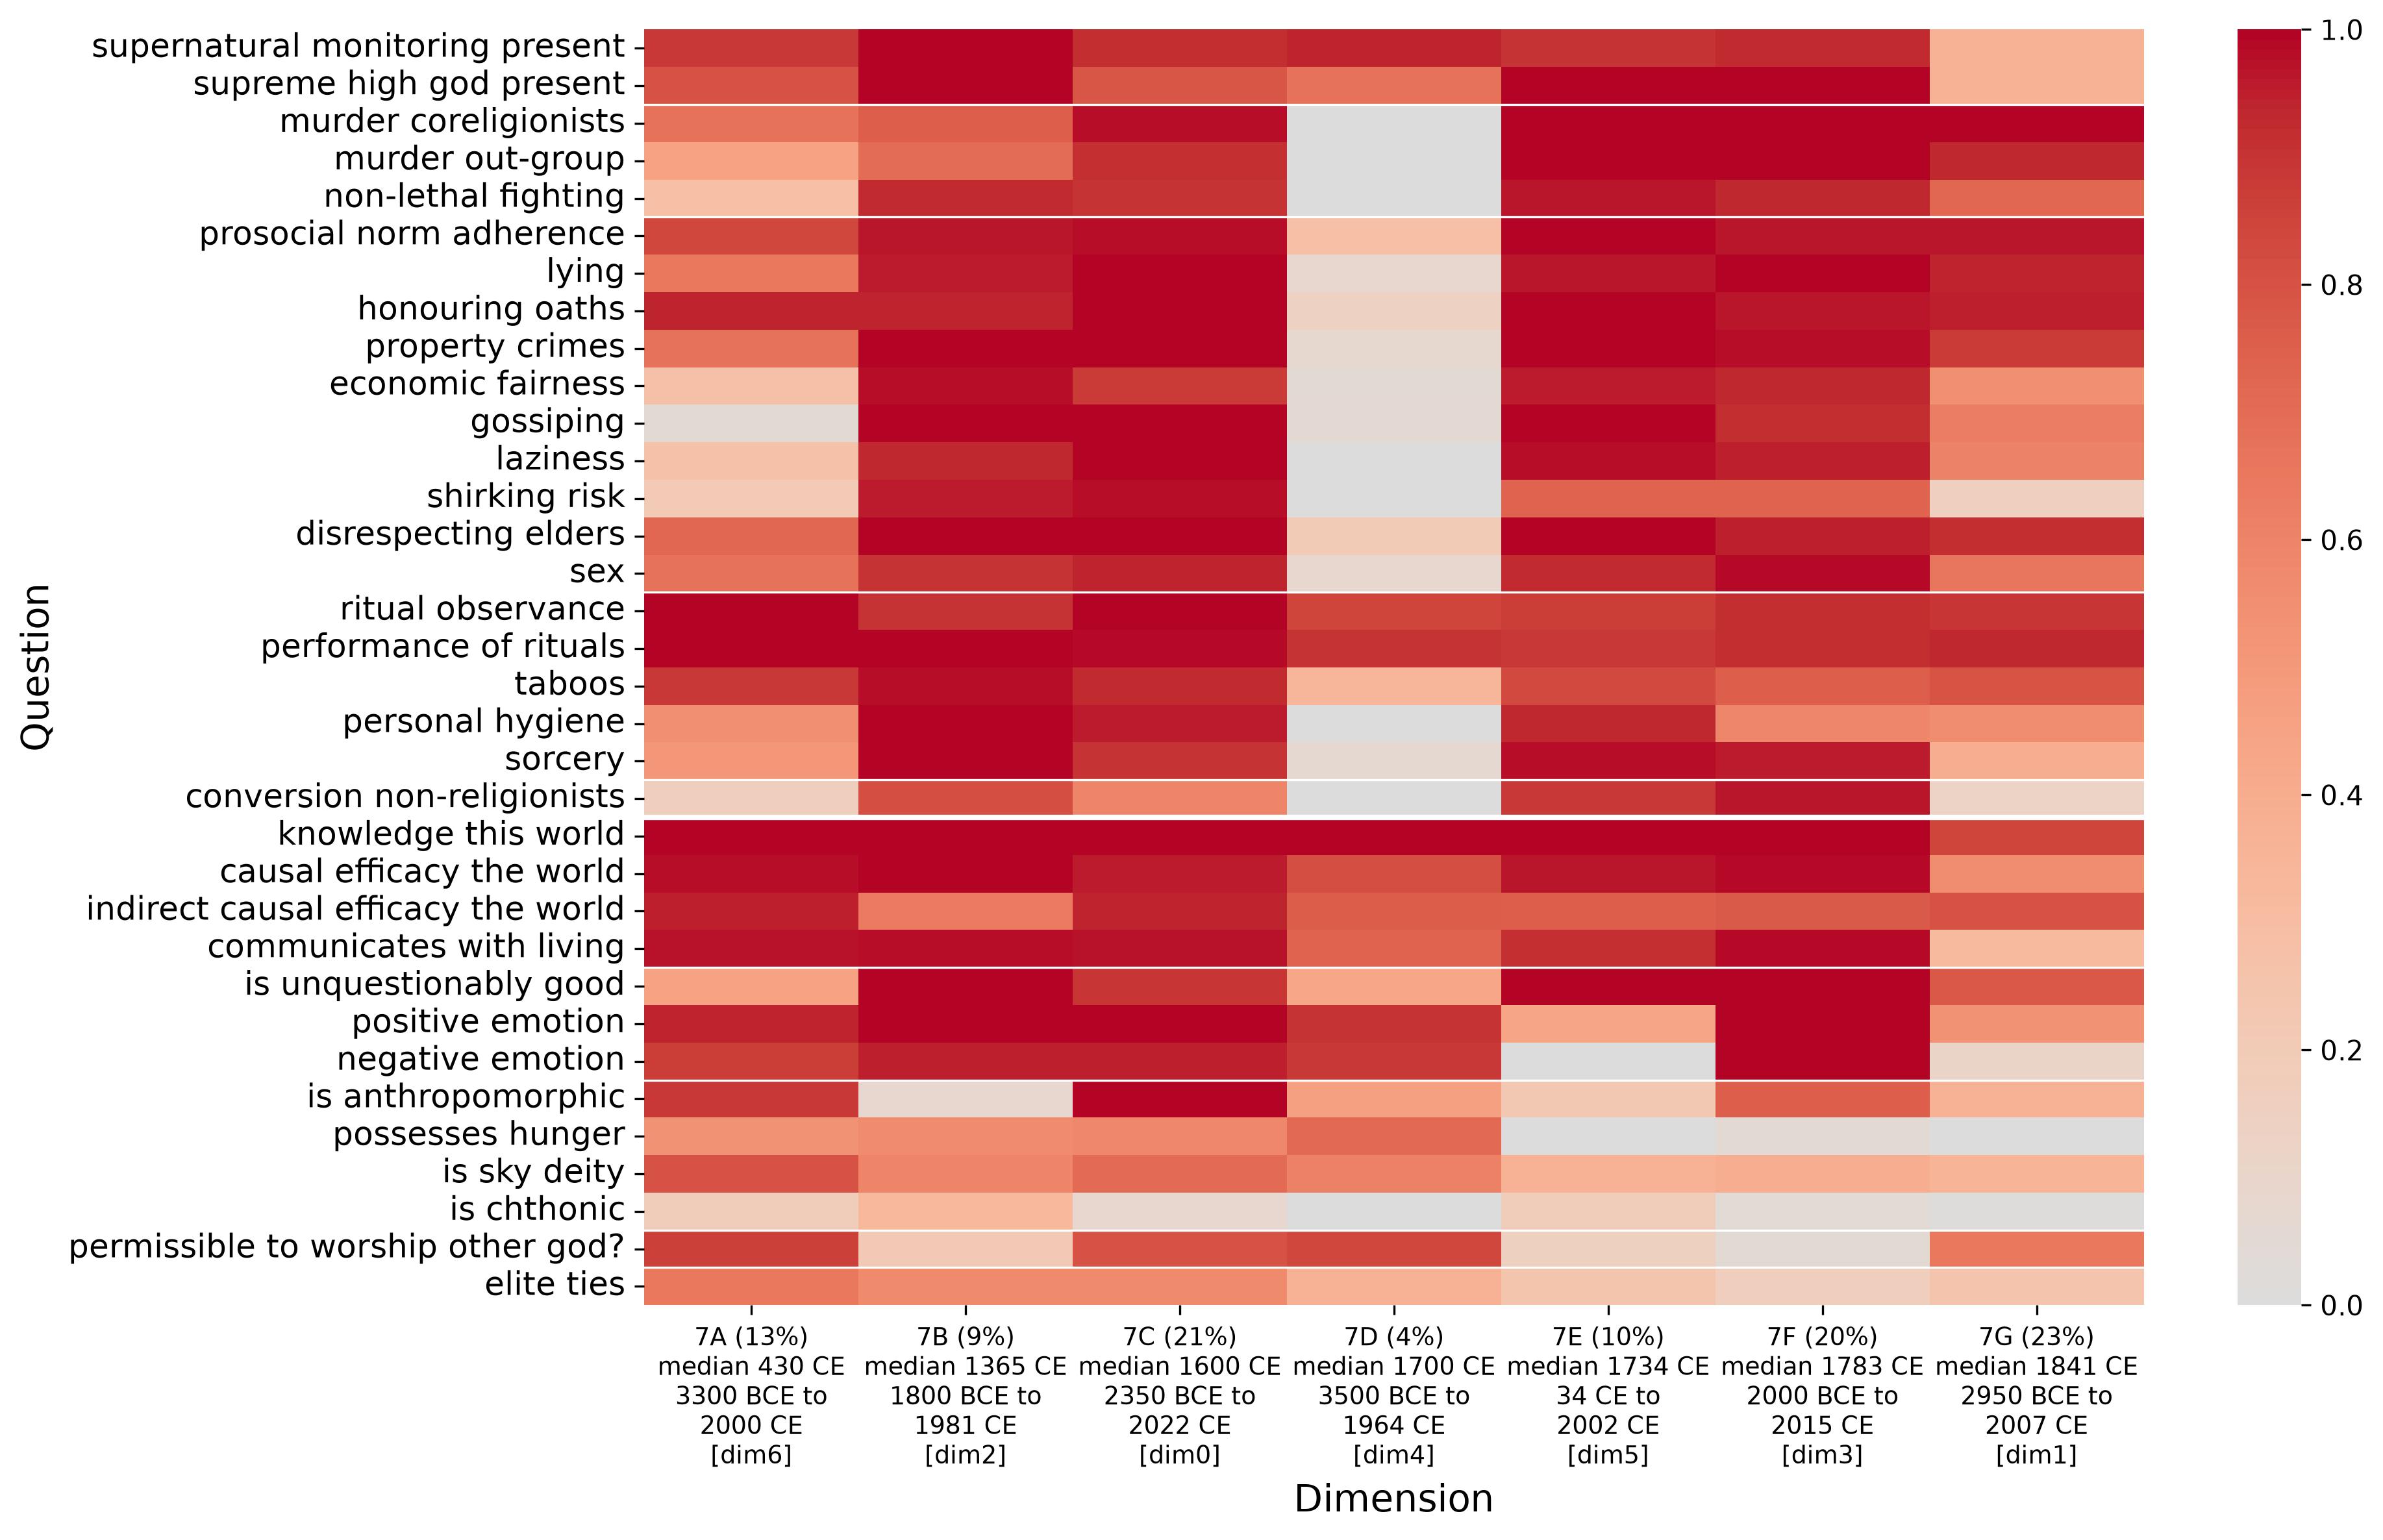 supernatural monitoring present
supreme high god present
murder coreligionists
murder out-group
non-lethal fighting
prosocial norm adherence
lying
honouring oaths
property crimes
economic fairness
gossiping
laziness
shirking risk
disrespecting elders
sex
ritual observance
performance of rituals
taboos
personal hygiene
sorcery
conversion non-religionists
knowledge this world
causal efficacy the world
indirect causal efficacy the world
communicates with living
is unquestionably good
positive emotion
negative emotion
is anthropomorphic
possesses hunger
is sky deity
is chthonic
permissible to worship other god?
elite ties
Question
7A (13%)
median 430 CE
3300 BCE to
2000 CE
[dim6]
7B (9%)
median 1365 CE
1800 BCE to
1981 CE
[dim2]
7C (21%)
median 1600 CE
2350 BCE to
2022 CE
[dim0]
7D (4%)
median 1700 CE
3500 BCE to
1964 CE
[dim4]
7E (10%)
median 1734 CE
34 CE to
2002 CE
[dim5]
7F (20%)
median 1783 CE
2000 BCE to
2015 CE
[dim3]
7G (23%)
median 1841 CE
2950 BCE to
2007 CE
[dim1]
Dimension
1.0
0.8
0.6
0.4
0.2
0.0